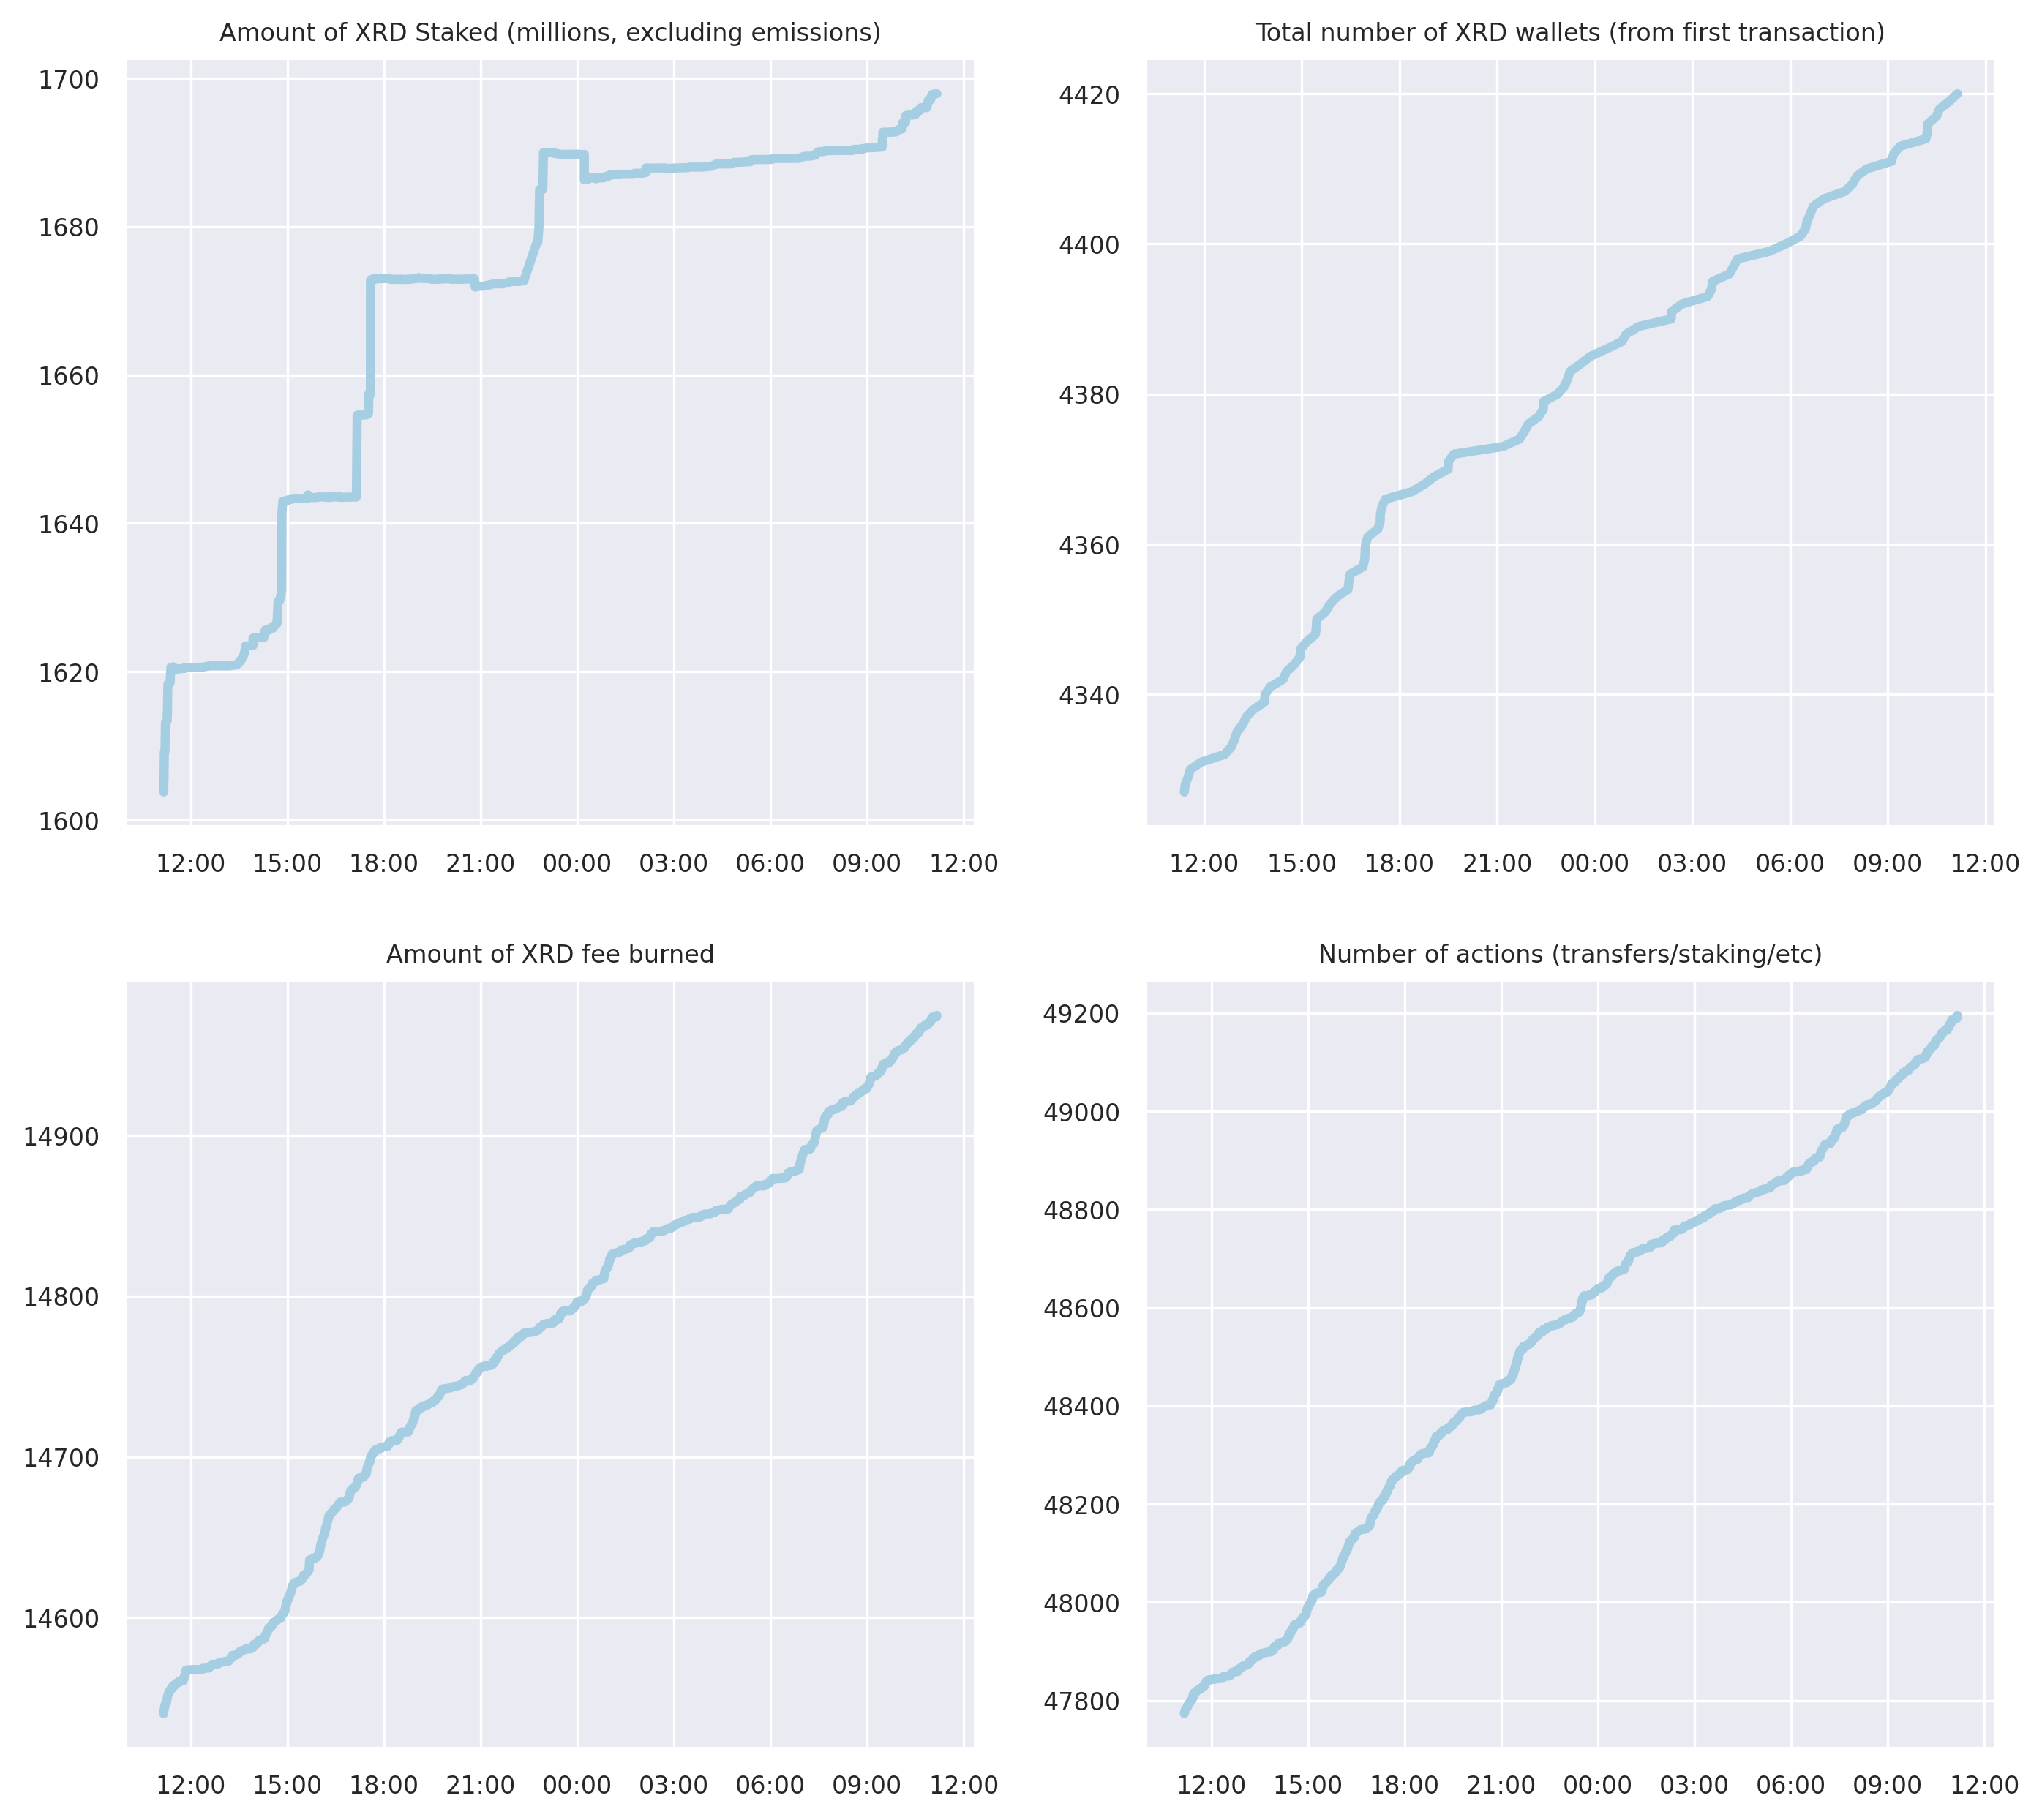 Amount of XRD Staked (millions, excluding emissions)
1700
1680
1660
1640
1620
1600
12:00 15:00 18:00 21:00 00:00 03:00 06:00 09:00 12:00
Total number of XRD wallets (from first transaction)
4420
4400
4380
4360
4340
12:00 15:00 18:00 21:00 00:00 03:00 06:00 09:00 12:00
Amount of XRD fee burned
14900
14800
14700
14600
12:00 15:00 18:00 21:00 00:00 03:00 06:00 09:00 12:00
Number of actions (transfers/staking/etc)
49200
49000
48800
48600
48400
48200
48000
47800
12:00 15:00 18:00 21:00 00:00 03:00 06:00 09:00 12:00